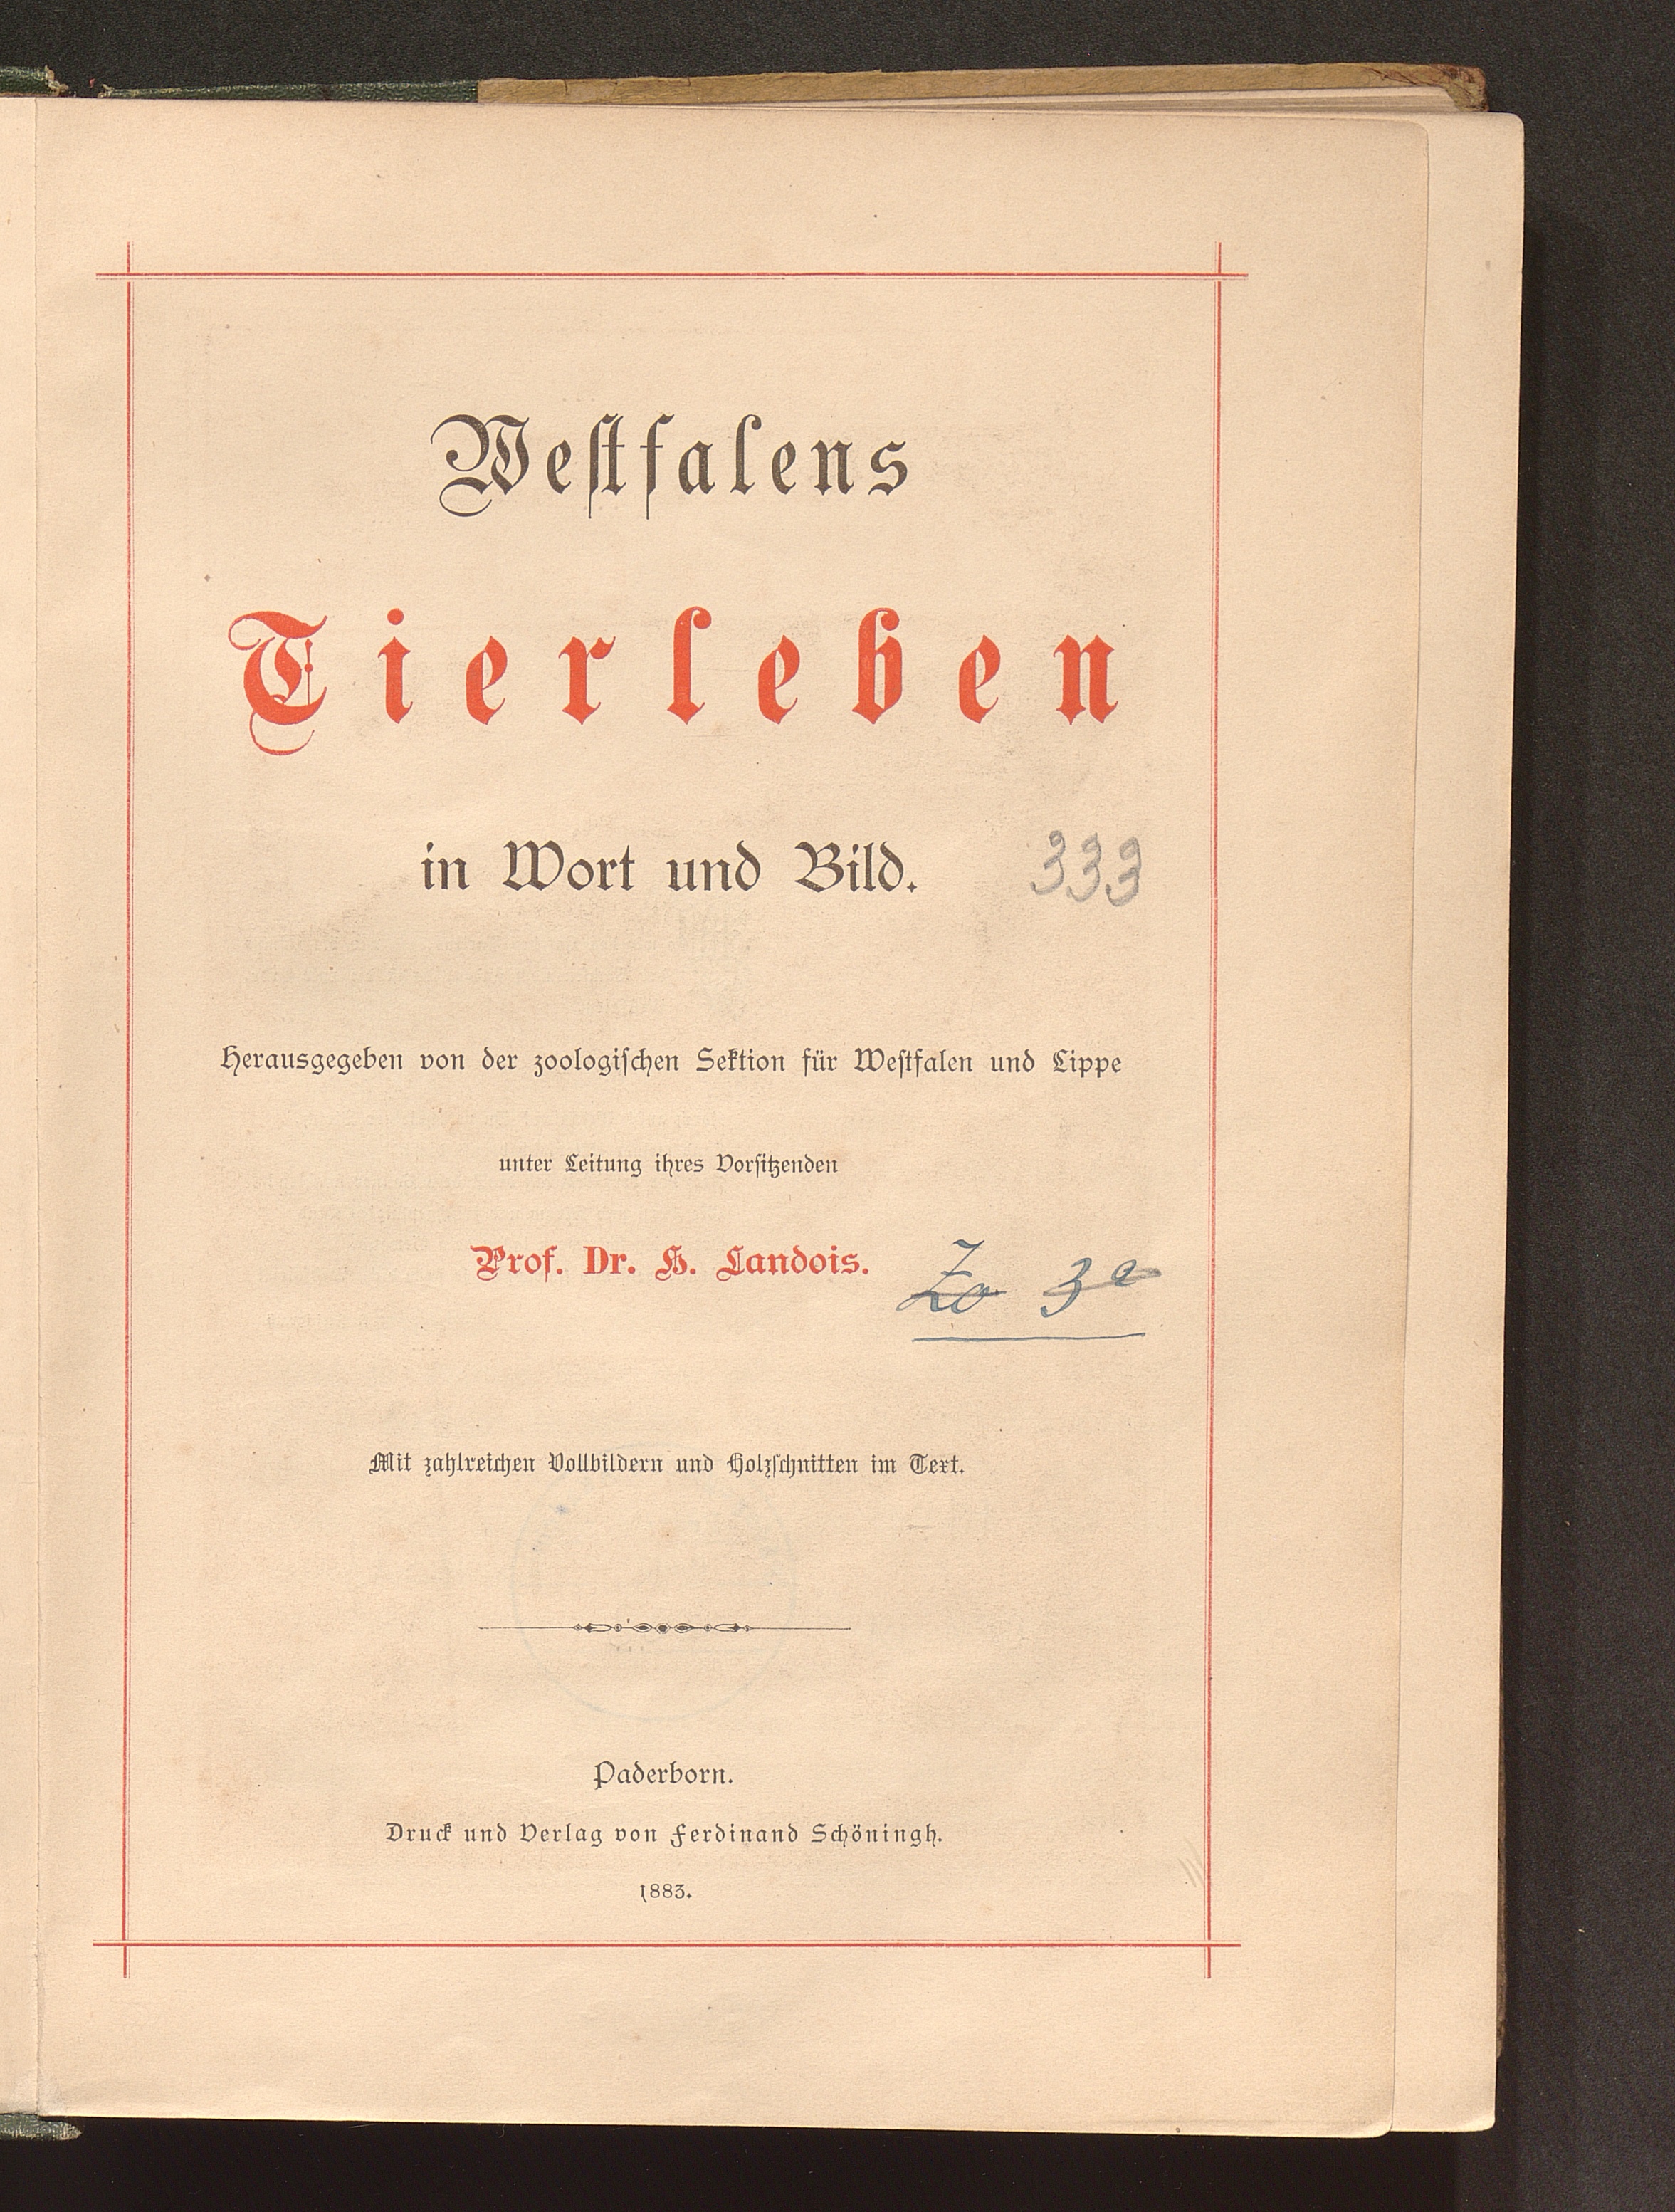 Westfalens
Tierleben
in Wort und Bild.
333
Herausgegeben von der zoologischen Sektion für Westfalen und Lippe
unter Leitung ihres Vorsitzenden
Prof. Dr. H. Landois.
Zo 3a
Mit zahlreichen Vollbildern und Holzschnitten im Text.
Paderborn.
Druck und Verlag von Ferdinand Schöningh.
1883.